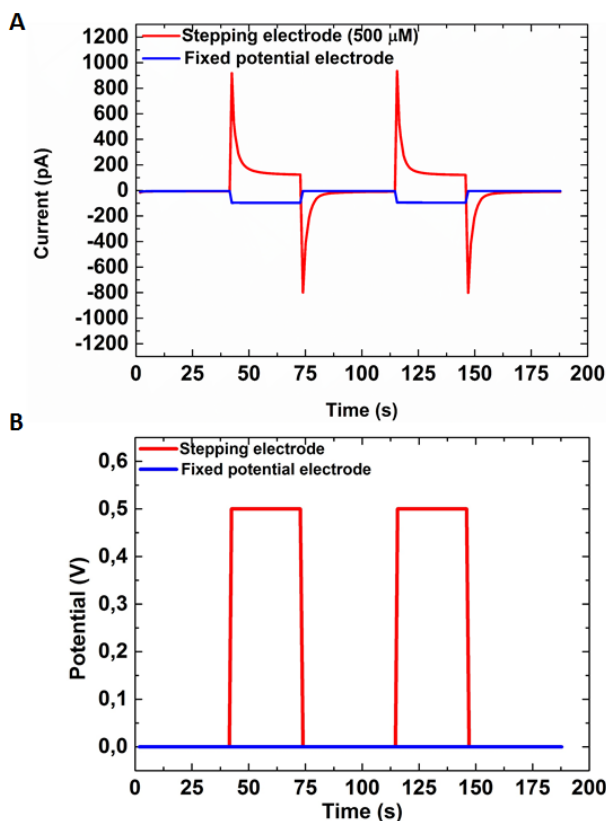 A
Stepping electrode (500 µM)
Fixed potential electrode
1200
1000
800
600
400
200
0
-200
-400
-600
-800
-1000
-1200
Current (pA)
0 25 50 75 100 125 150 175 200
Time (s)
B
Stepping electrode
Fixed potential electrode
0,6
0,5
0,4
0,3
0,2
0,1
0,0
Potential (V)
0 25 50 75 100 125 150 175 200
Time (s)